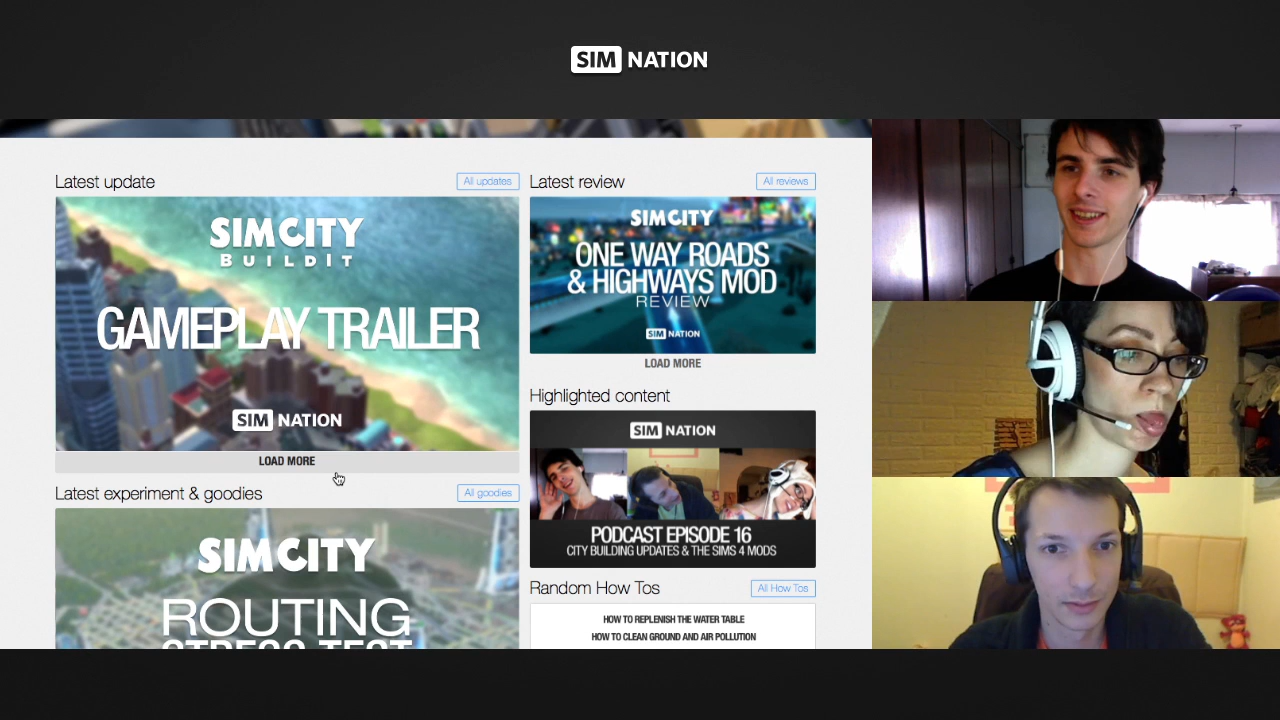 SIM NATION
Latest update
All updates
SIMCITY
BUILDIT
GAMEPLAY TRAILER
SIM NATION
LOAD MORE
Latest experiment & goodies
All goodies
SIMCITY
ROUTING
STRESS TEST
Latest review
All reviews
SIMCITY
ONE WAY ROADS
& HIGHWAYS MOD
REVIEW
SIM NATION
LOAD MORE
Highlighted content
SIM NATION
PODCAST EPISODE 16
CITY BUILDING UPDATES & THE SIMS 4 MODS
Random How Tos
All How Tos
HOW TO REPLENISH THE WATER TABLE
HOW TO CLEAN GROUND AND AIR POLLUTION